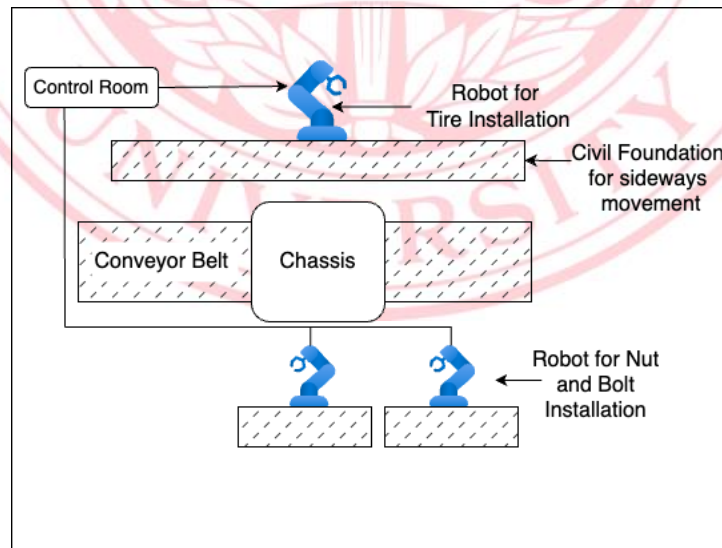 Control Room
Robot for
Tire Installation
Civil Foundation
for sideways
movement
Conveyor Belt
Chassis
Robot for Nut
and Bolt
Installation
UNIVERSITY